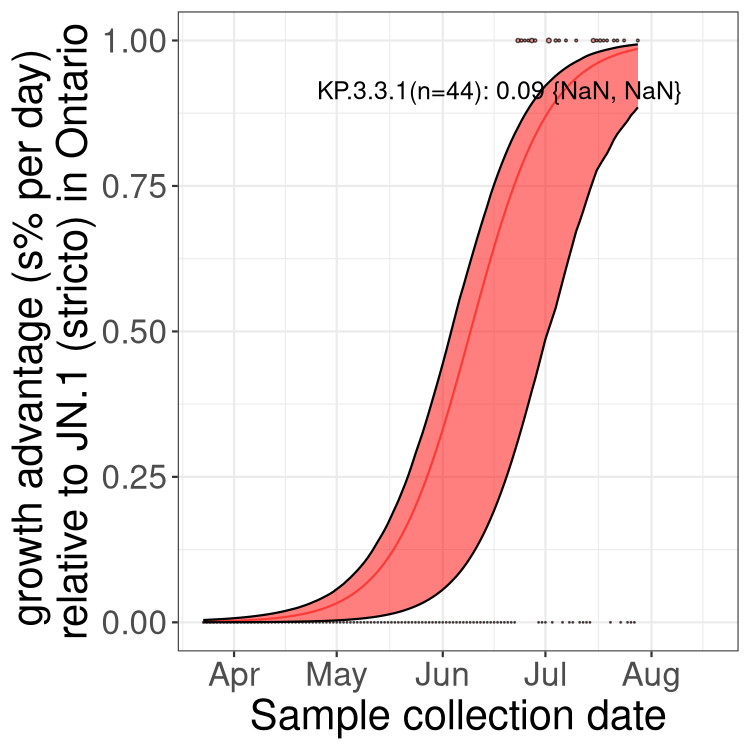 growth advantage (s% per day)
relative to JN.1 (stricto) in Ontario
1.00
0.75
0.50
0.25
0.00
KP.3.3.1(n=44): 0.09 {NaN, NaN}
Apr May Jun Jul Aug
Sample collection date